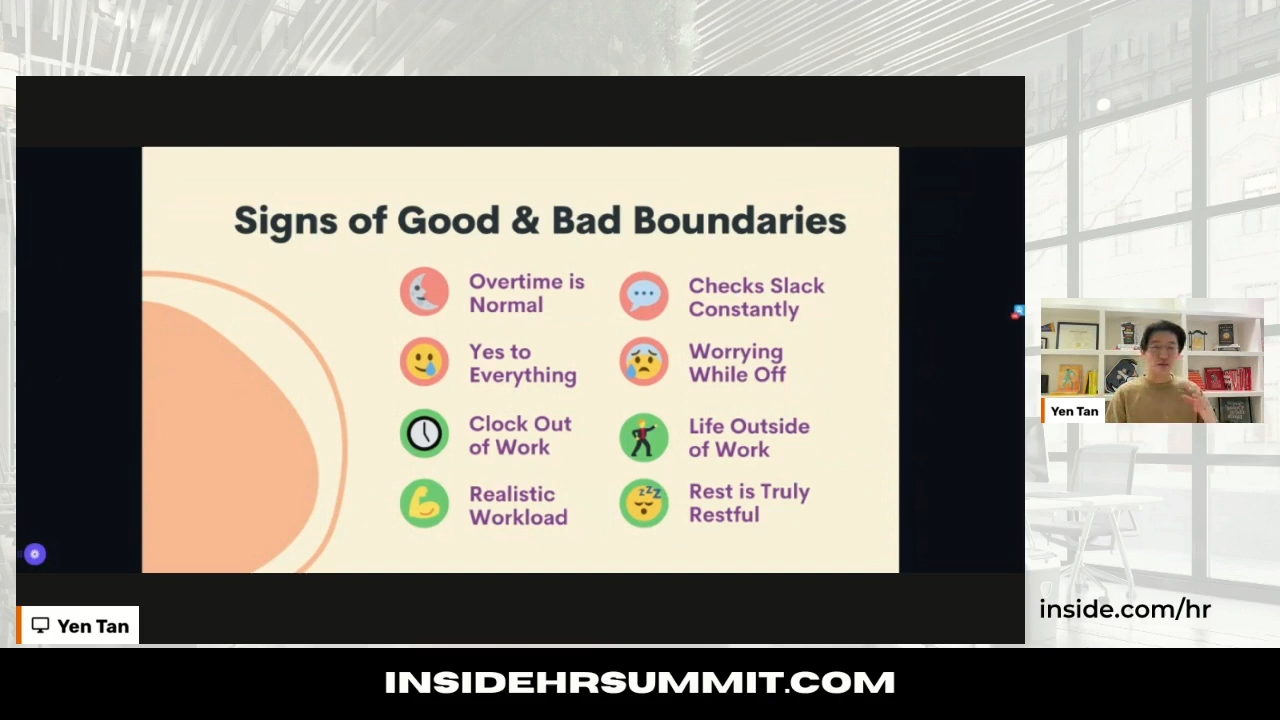 Signs of Good & Bad Boundaries
Overtime is
Normal
Checks Slack
Constantly
Yes to
Everything
Worrying
While Off
Clock Out
of Work
Life Outside
of Work
Realistic
Workload
Rest is Truly
Restful
Yen Tan
Yen Tan
inside.com/hr
INSIDEHRSUMMIT.COM